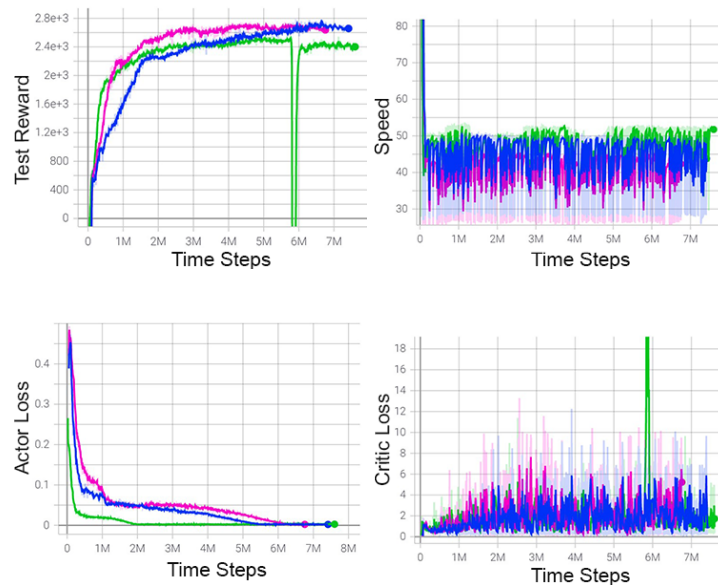 2.8e+3
2.4e+3
2e+3
1.6e+3
1.2e+3
800
400
0
Test Reward
0 1M 2M 3M 4M 5M 6M 7M
Time Steps
80
70
60
50
40
30
Speed
0 1M 2M 3M 4M 5M 6M 7M
Time Steps
0.4
0.3
0.2
0.1
0
Actor Loss
0 1M 2M 3M 4M 5M 6M 7M 8M
Time Steps
18
16
14
12
10
8
6
4
2
0
Critic Loss
0 1M 2M 3M 4M 5M 6M 7M
Time Steps